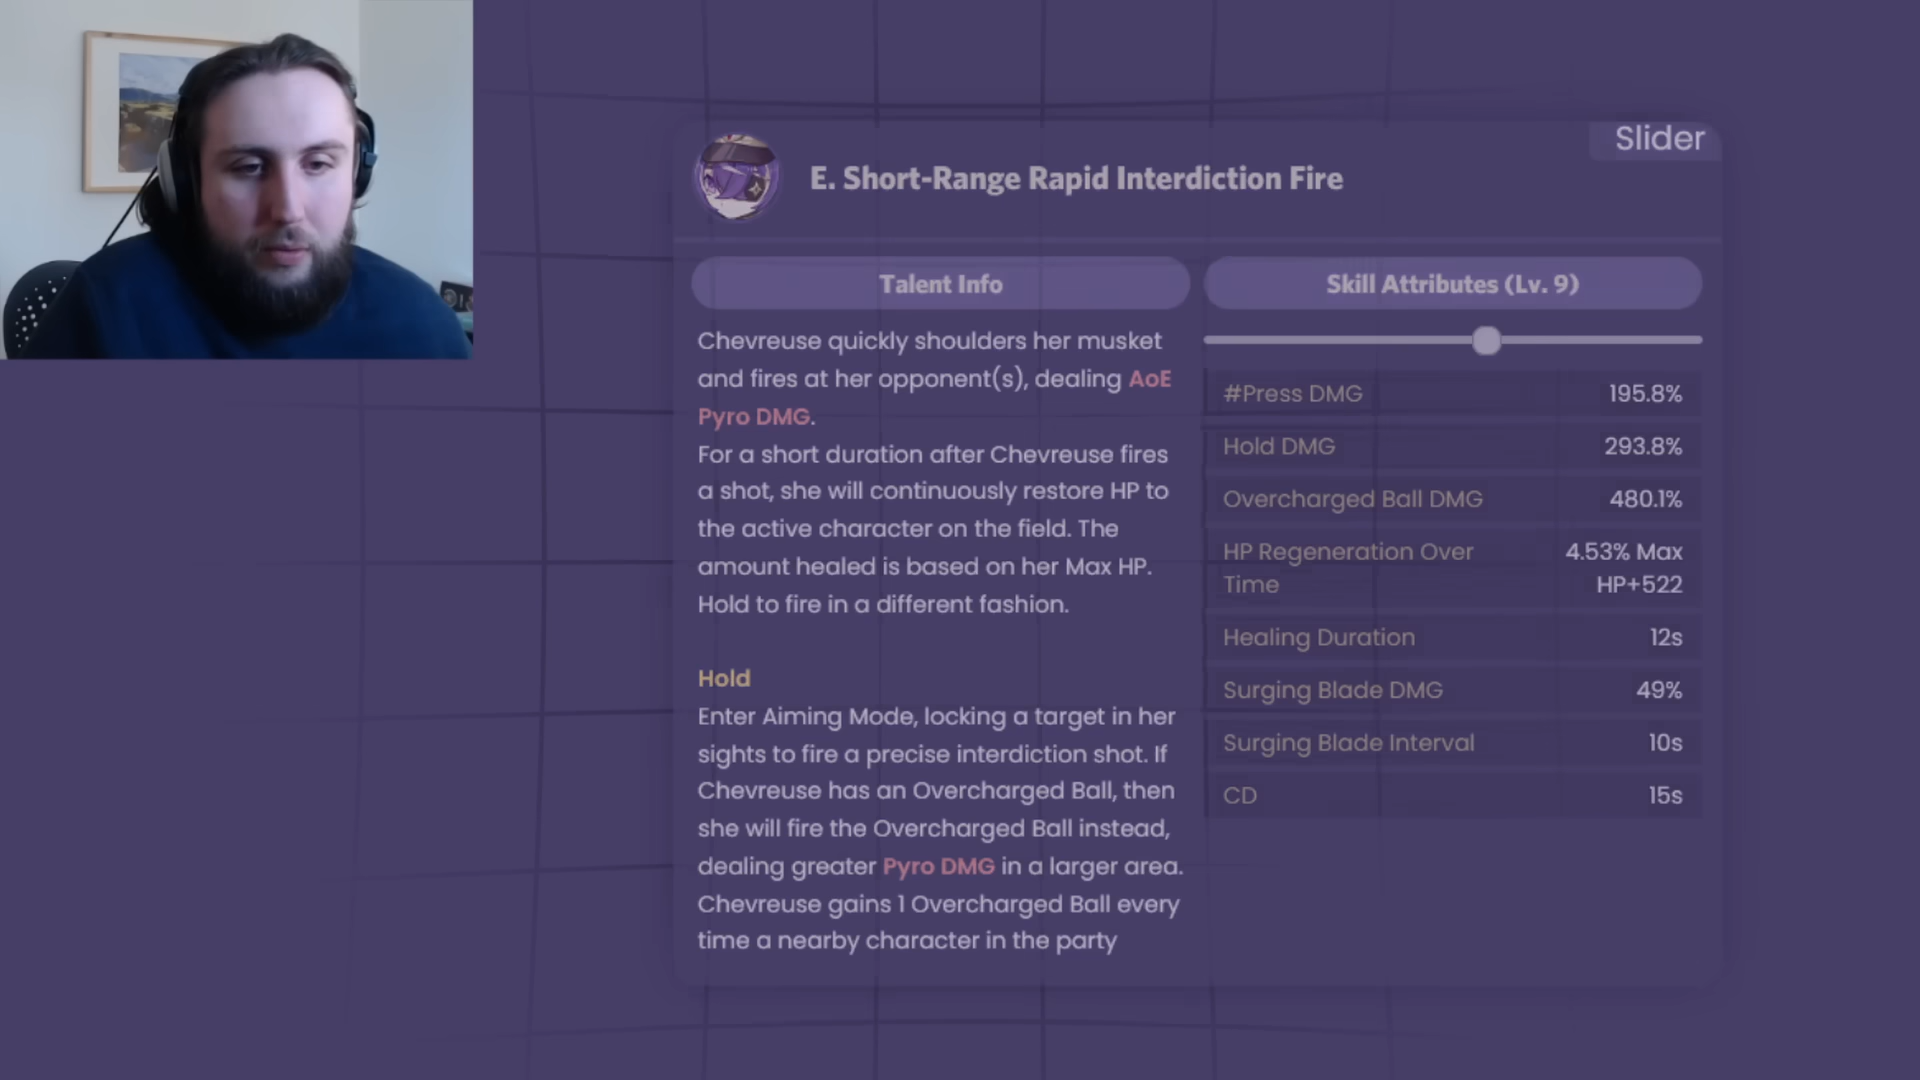 Slider
E. Short-Range Rapid Interdiction Fire
Talent Info
Chevreuse quickly shoulders her musket
and fires at her opponent(s), dealing AoE
Pyro DMG.
For a short duration after Chevreuse fires
a shot, she will continuously restore HP to
the active character on the field. The
amount healed is based on her Max HP.
Hold to fire in a different fashion.
Hold
Enter Aiming Mode, locking a target in her
sights to fire a precise interdiction shot. If
Chevreuse has an Overcharged Ball, then
she will fire the Overcharged Ball instead,
dealing greater Pyro DMG in a larger area.
Chevreuse gains 1 Overcharged Ball every
time a nearby character in the party
Skill Attributes (Lv. 9)
#Press DMG 195.8%
Hold DMG 293.8%
Overcharged Ball DMG 480.1%
HP Regeneration Over 4.53% Max
Time HP+522
Healing Duration 12s
Surging Blade DMG 49%
Surging Blade Interval 10s
CD 15s